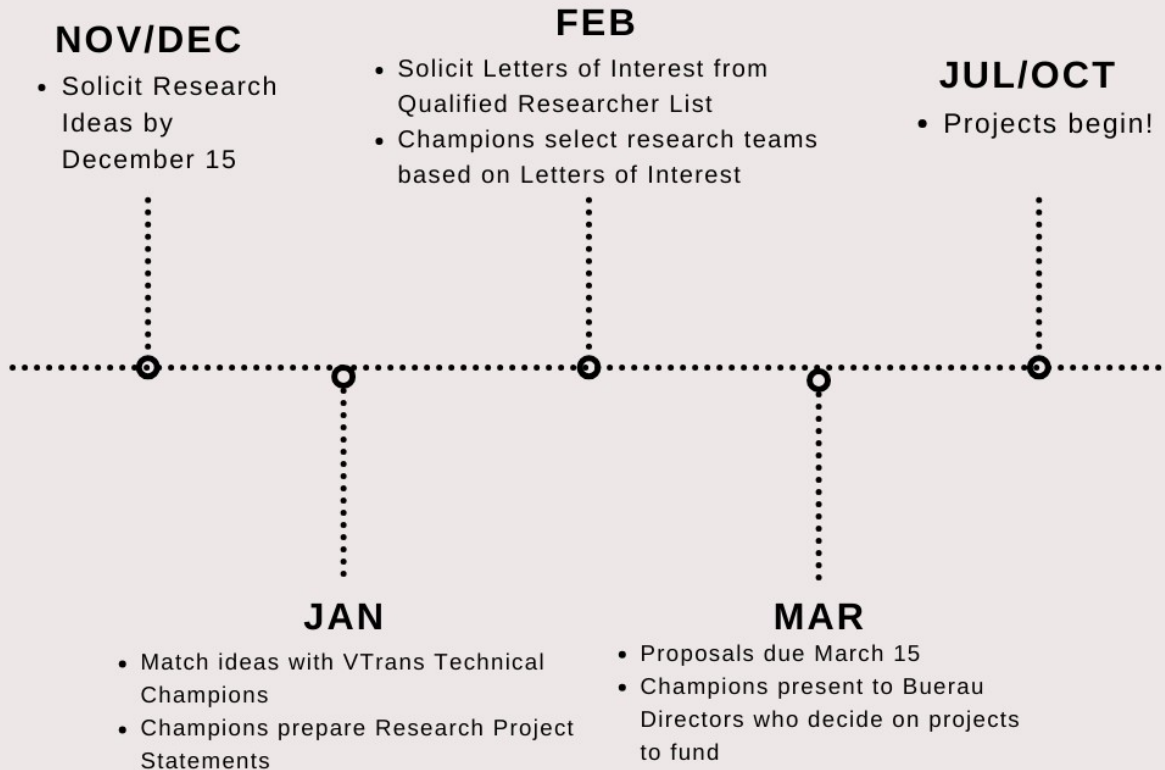 NOV/DEC
• Solicit Research
Ideas by
December 15
JAN
• Match ideas with VTrans Technical
Champions
• Champions prepare Research Project
Statements
FEB
• Solicit Letters of Interest from
Qualified Researcher List
• Champions select research teams
based on Letters of Interest
MAR
• Proposals due March 15
• Champions present to Buerau
Directors who decide on projects
to fund
JUL/OCT
• Projects begin!